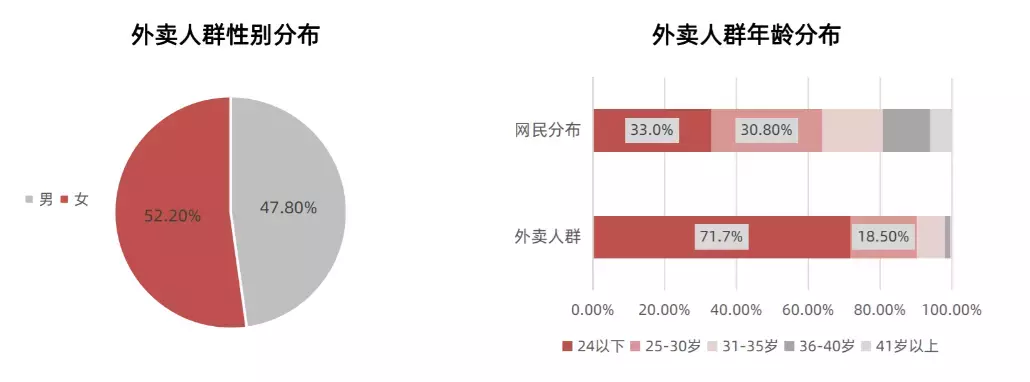 外卖人群性别分布
男 女
52.20%
47.80%
外卖人群年龄分布
网民分布 33.0% 30.80%
外卖人群 71.7% 18.50%
0.00% 20.00% 40.00% 60.00% 80.00% 100.00%
24以下 25-30岁 31-35岁 36-40岁 41岁以上